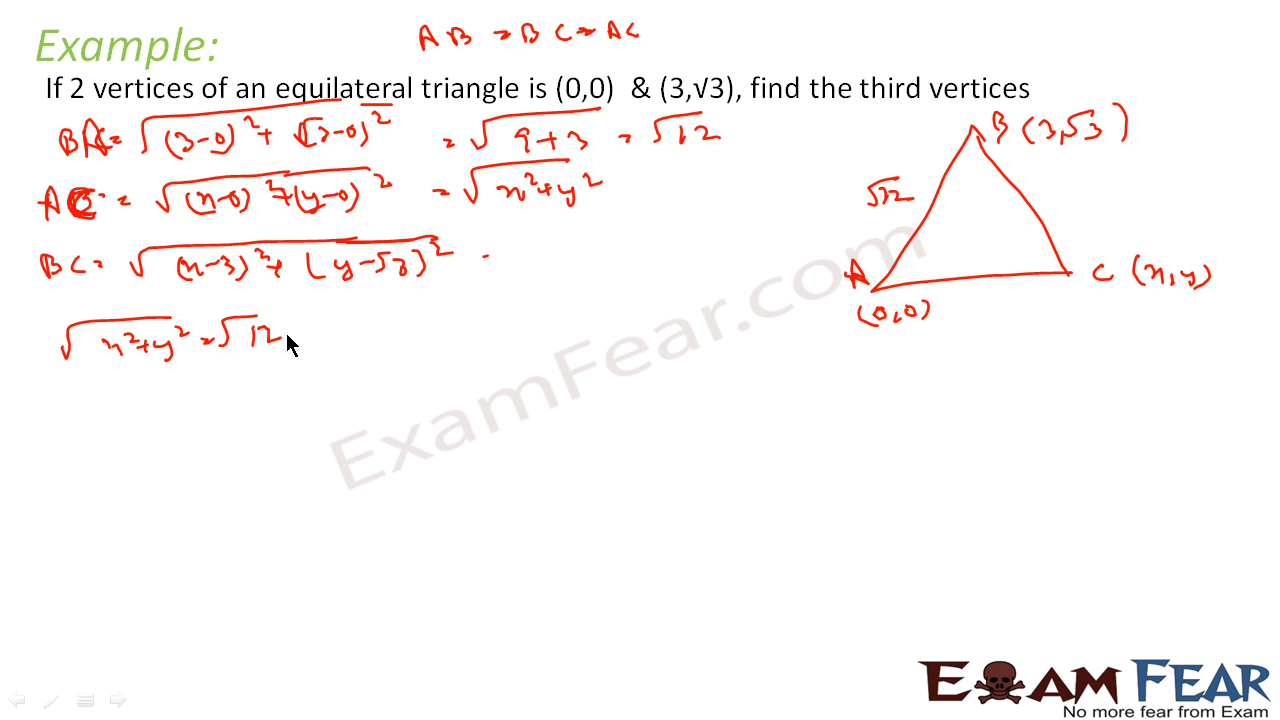 Example:
AB = BC = AC
If 2 vertices of an equilateral triangle is (0,0) & (3,√3), find the third vertices
BA = √(3-0)² + (√3-0)² = √9+3 = √12
AC = √(x-0)²+(y-0)² = √x²+y²
BC = √(x-3)²+(y-√3)²
√x²+y² = √12
B (3,√3)
√12
A
(0,0)
C (x,y)
ExamFear.com
EXAM FEAR
No more fear from Exam